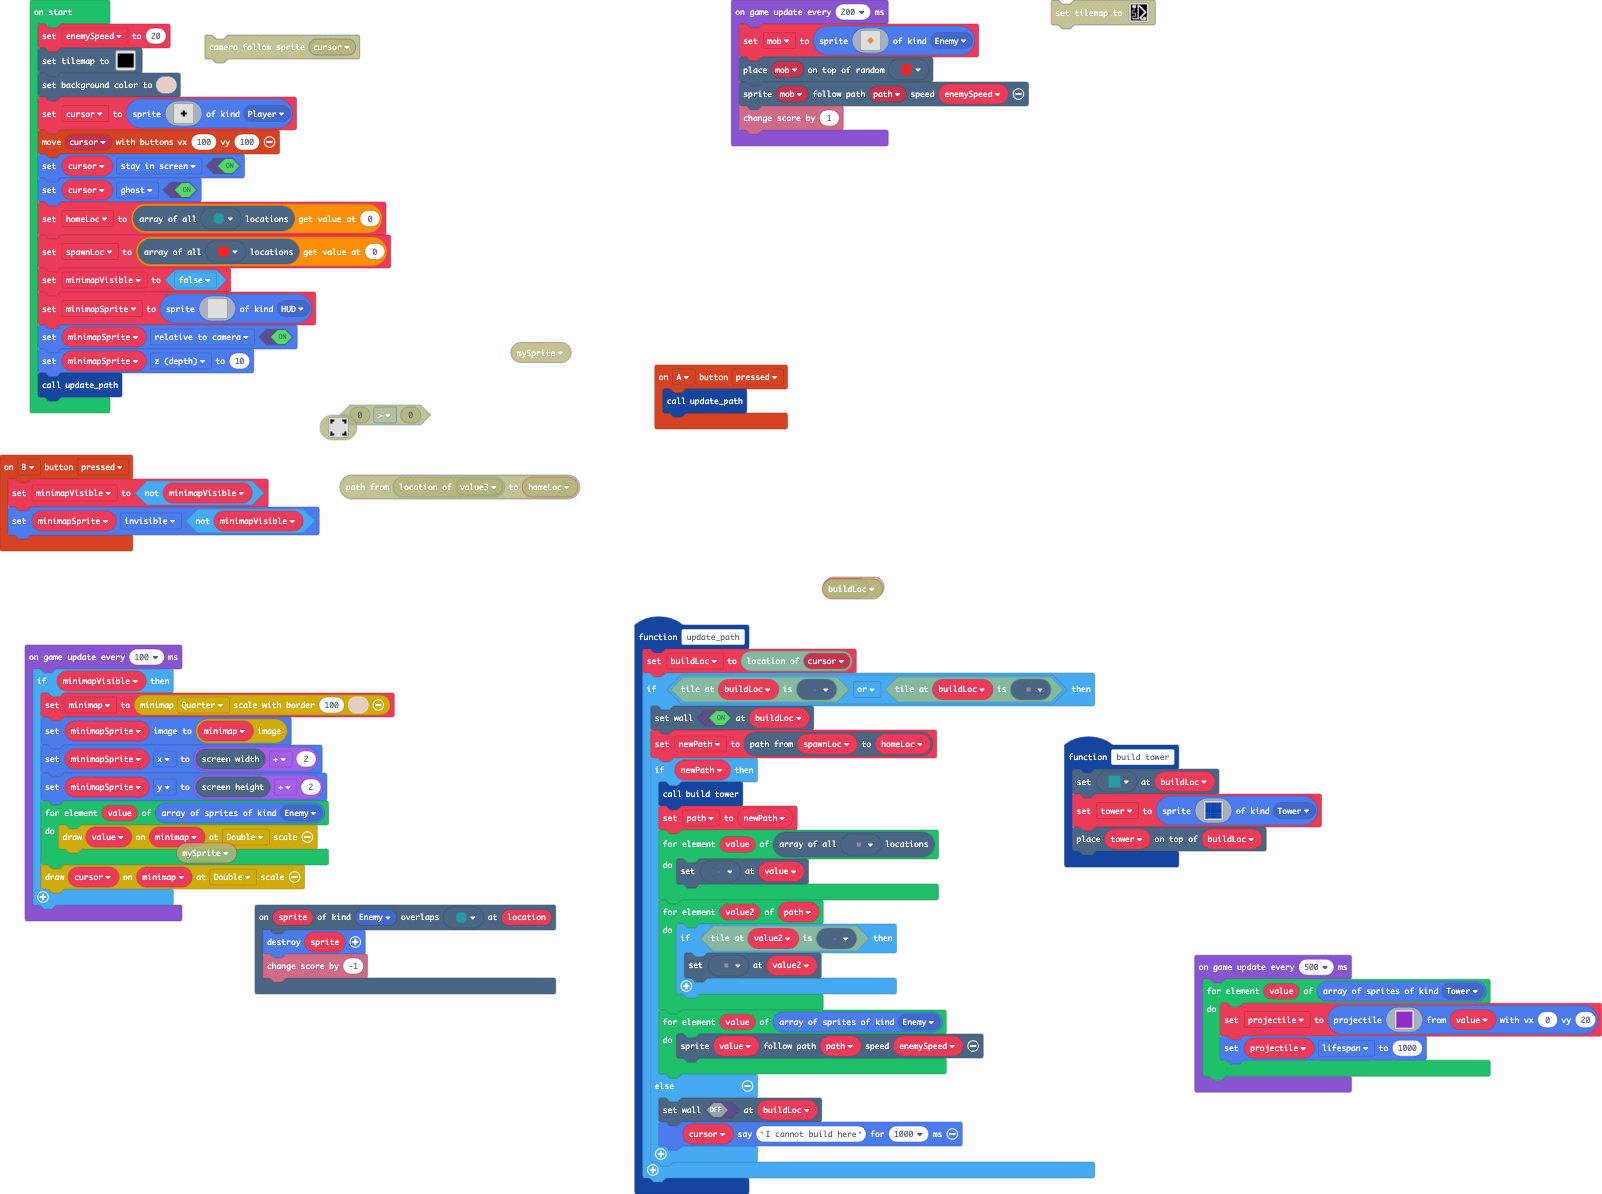 on start
set enemySpeed to 20
set tilemap to
set background color to
set cursor to sprite of kind Player
move cursor with buttons vx 100 vy 100
set cursor stay in screen ON
set cursor ghost ON
set homeLoc to array of all locations get value at 0
set spawnLoc to array of all locations get value at 0
set minimapVisible to false
set minimapSprite to sprite of kind HUD
set minimapSprite relative to camera ON
set minimapSprite z (depth) to 10
call update_path
camera follow sprite cursor
on game update every 200 ms
set mob to sprite of kind Enemy
place mob on top of random
sprite mob follow path path speed enemySpeed
change score by 1
set tilemap to
mySprite
0 > 0
on A button pressed
call update_path
on B button pressed
set minimapVisible to not minimapVisible
set minimapSprite invisible not minimapVisible
path from location of value3 to homeLoc
buildLoc
on game update every 100 ms
if minimapVisible then
set minimap to minimap Quarter scale with border 100
set minimapSprite image to minimap image
set minimapSprite x to screen width ÷ 2
set minimapSprite y to screen height ÷ 2
for element value of array of sprites of kind Enemy
do draw value on minimap at Double scale
mySprite
draw cursor on minimap at Double scale
on sprite of kind Enemy overlaps at location
destroy sprite
change score by -1
function update_path
set buildLoc to location of cursor
if tile at buildLoc is or tile at buildLoc is then
set wall ON at buildLoc
set newPath to path from spawnLoc to homeLoc
if newPath then
call build tower
set path to newPath
for element value of array of all locations
do set at value
for element value2 of path
do if tile at value2 is then
set at value2
for element value of array of sprites of kind Enemy
do sprite value follow path path speed enemySpeed
else
set wall OFF at buildLoc
cursor say "I cannot build here" for 1000 ms
function build tower
set at buildLoc
set tower to sprite of kind Tower
place tower on top of buildLoc
on game update every 500 ms
for element value of array of sprites of kind Tower
do set projectile to projectile from value with vx 0 vy 20
set projectile lifespan to 1000